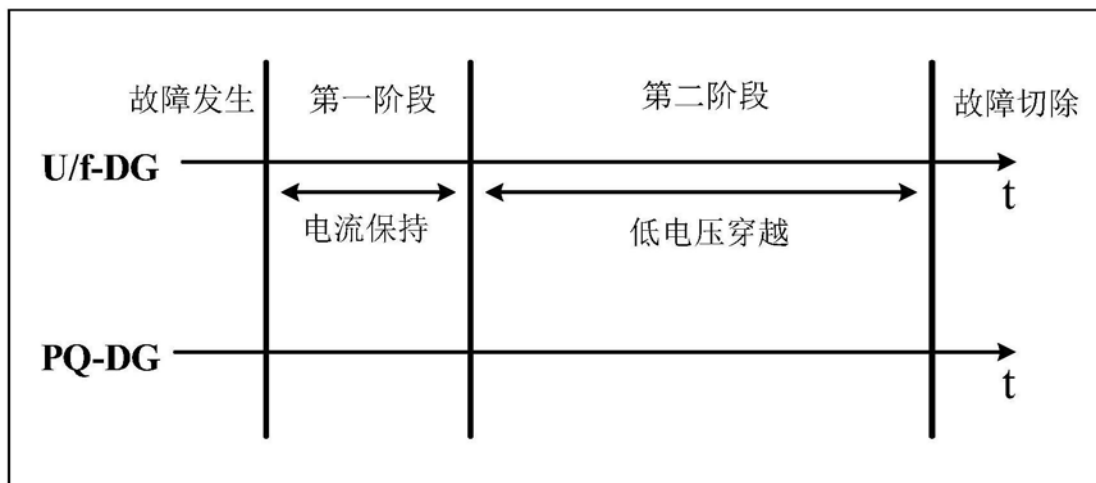 故障发生 第一阶段 第二阶段 故障切除
U/f-DG
t
电流保持 低电压穿越
PQ-DG
t